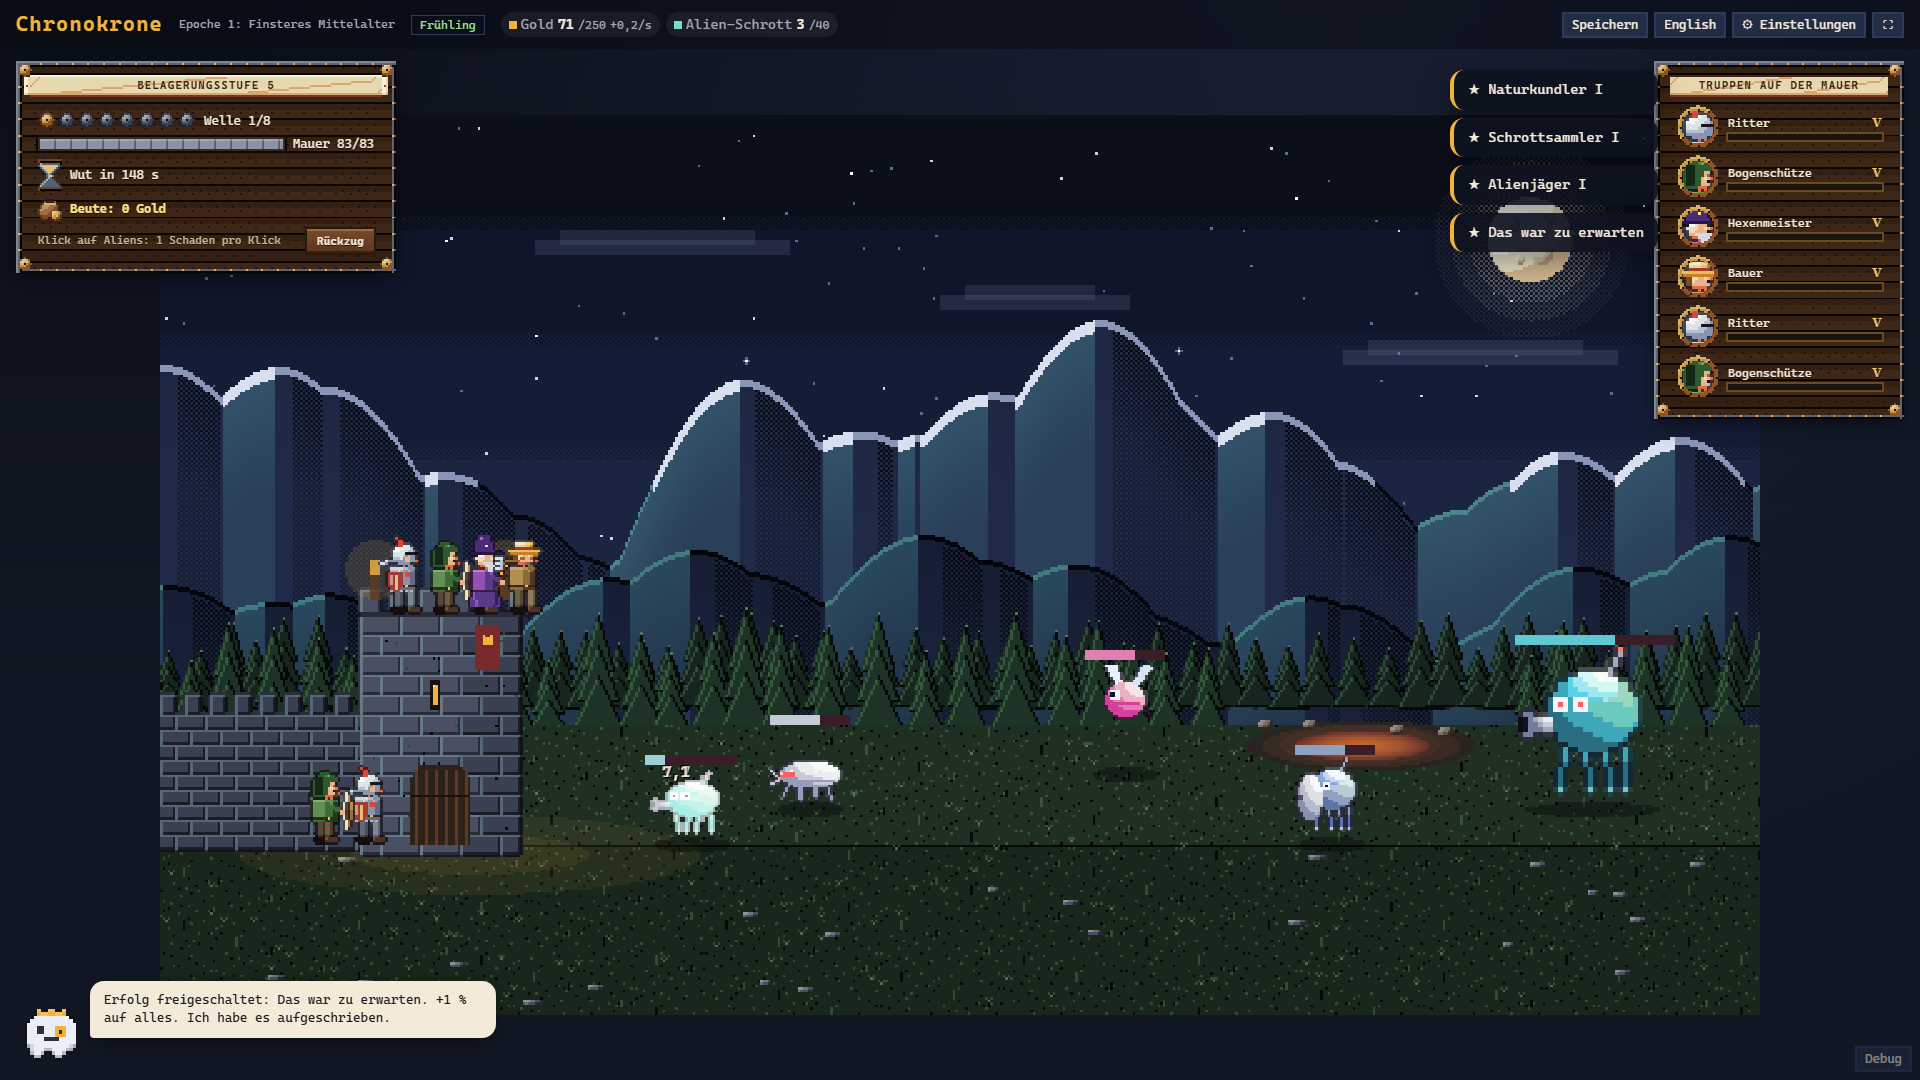 Chronokrone
Epoche 1: Finsteres Mittelalter
Frühling
Gold 71 /250 +0,2/s
Alien-Schrott 3 /40
Speichern
English
Einstellungen
BELAGERUNGSSTUFE 5
Welle 1/8
Mauer 83/83
Wut in 148 s
Beute: 0 Gold
Klick auf Aliens: 1 Schaden pro Klick
Rückzug
★ Naturkundler I
★ Schrottsammler I
★ Alienjäger I
★ Das war zu erwarten
TRUPPEN AUF DER MAUER
Ritter V
Bogenschütze V
Hexenmeister V
Bauer V
Ritter V
Bogenschütze V
7,1
Erfolg freigeschaltet: Das war zu erwarten. +1 %
auf alles. Ich habe es aufgeschrieben.
Debug